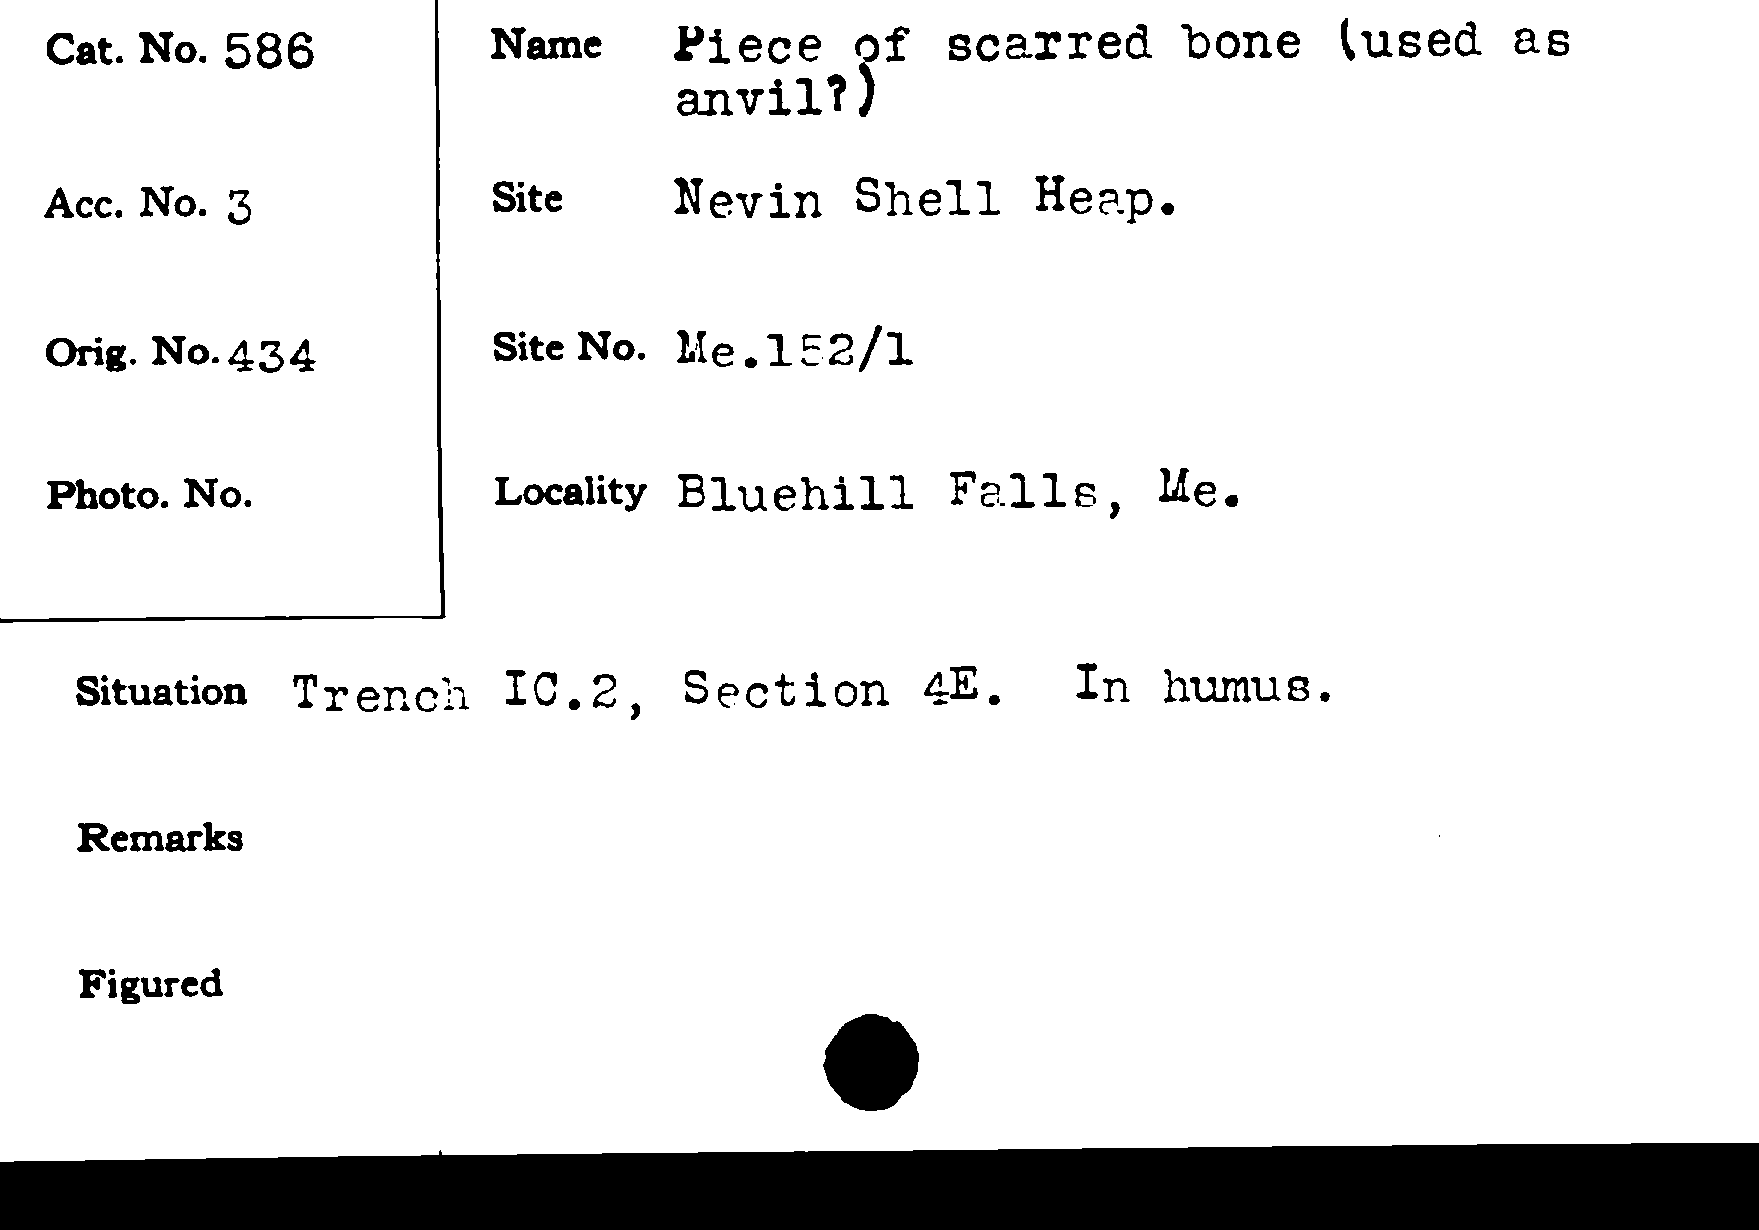 Cat. No. 586
Name Piece of scarred bone (used as
anvil?)
Acc. No. 3
Site Nevin Shell Heap.
Orig. No. 434
Site No. Me.152/1
Photo. No.
Locality Bluehill Falls, Me.
Situation Trench IC.2, Section 4E. In humus.
Remarks
Figured